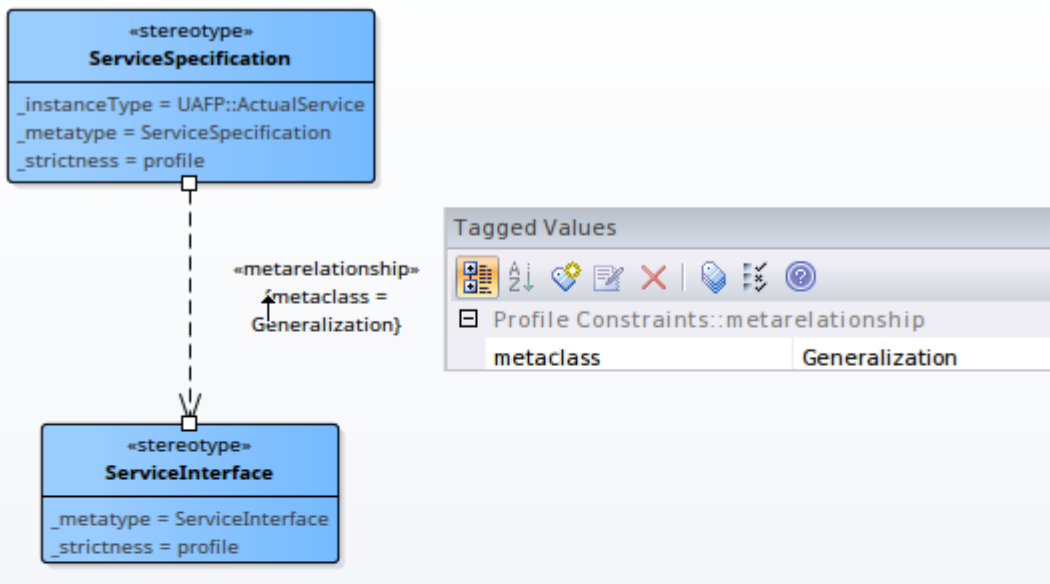 «stereotype»
ServiceSpecification
_instanceType = UAFP::ActualService
_metatype = ServiceSpecification
_strictness = profile
«metarelationship»
{metaclass =
Generalization}
Tagged Values
Profile Constraints::metarelationship
metaclass Generalization
«stereotype»
ServiceInterface
_metatype = ServiceInterface
_strictness = profile